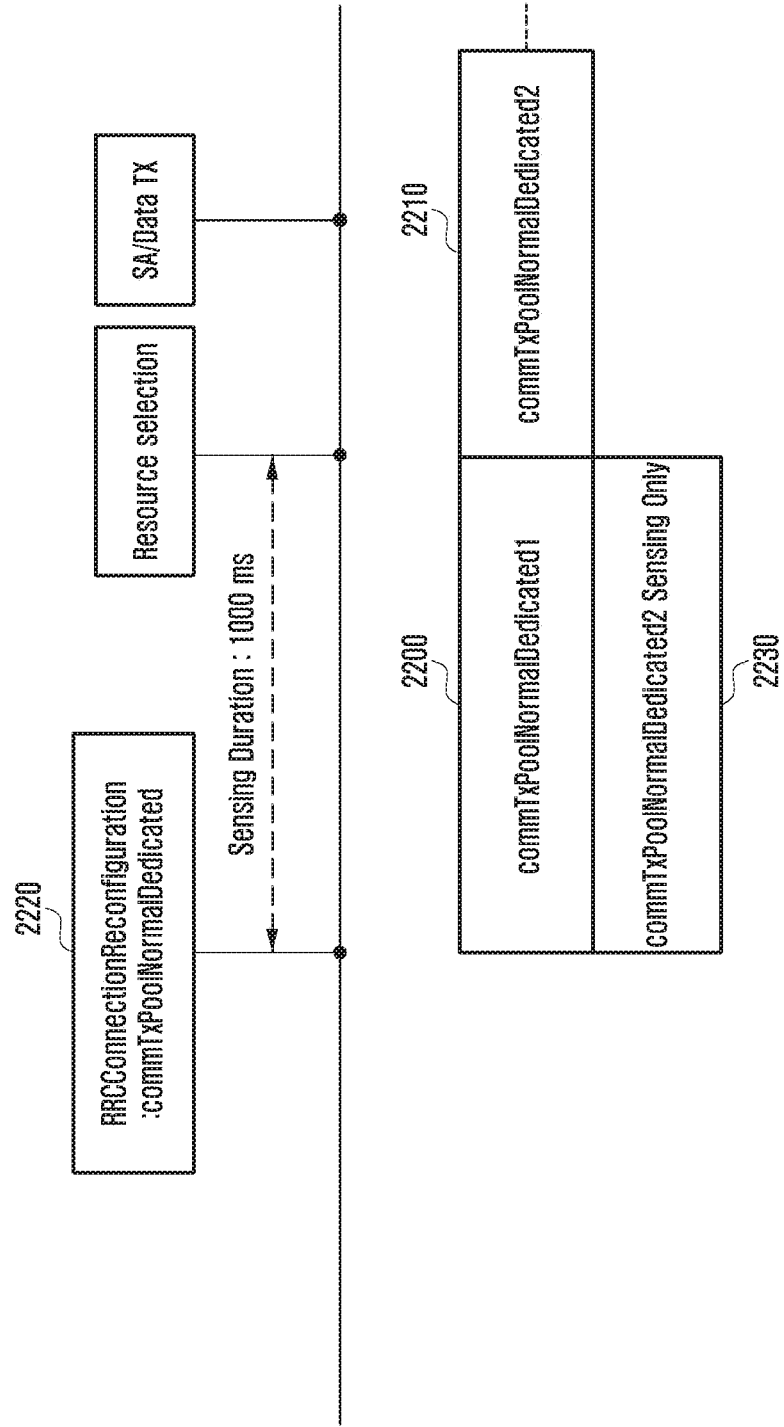 2220
RRCConnectionReconfiguration
:commTxPoolNormalDedicated
Resource selection
SA/Data TX
Sensing Duration : 1000 ms
2200
2210
commTxPoolNormalDedicated1
commTxPoolNormalDedicated2
commTxPoolNormalDedicated2 Sensing Only
2230